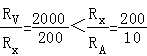 R_V/R_x = 2000/200 < R_x/R_A = 200/10